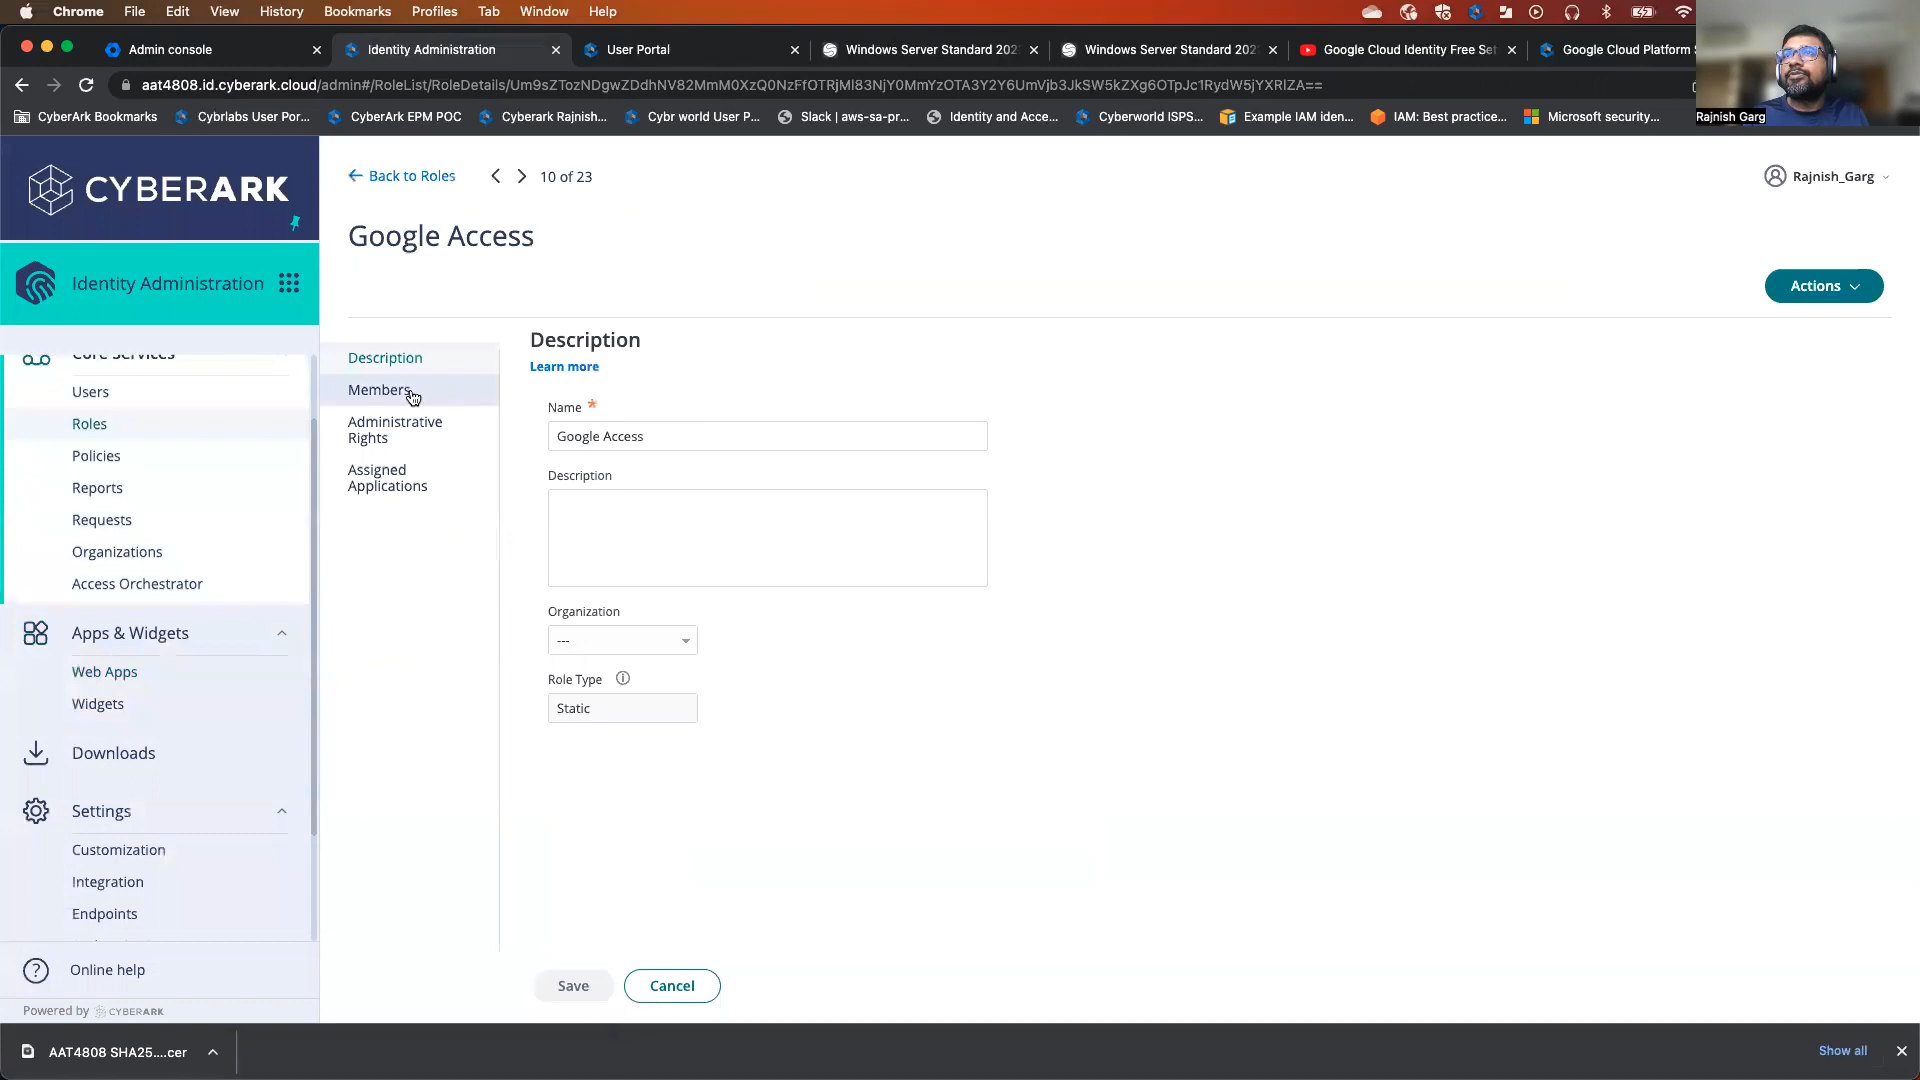 Chrome File Edit View History Bookmarks Profiles Tab Window Help
Admin console
Identity Administration
User Portal
Windows Server Standard 202
Windows Server Standard 202
Google Cloud Identity Free Set
Google Cloud Platform S
aat4808.id.cyberark.cloud/admin#/RoleList/RoleDetails/Um9sZTozNDgwZDdhNV82MmM0XzQ0NzFfOTRjMl83NjY0MmYzOTA3Y2Y6UmVjb3JkSW5kZXg6OTpJc1RydW5jYXRlZA==
CyberArk Bookmarks
Cybrlabs User Por...
CyberArk EPM POC
Cyberark Rajnish...
Cybr world User P...
Slack | aws-sa-pr...
Identity and Acce...
Cyberworld ISPS...
Example IAM iden...
IAM: Best practice...
Microsoft security...
Rajnish Garg
CYBERARK
Back to Roles
10 of 23
Rajnish_Garg
Google Access
Identity Administration
Actions
Core Services
Users
Roles
Policies
Reports
Requests
Organizations
Access Orchestrator
Apps & Widgets
Web Apps
Widgets
Downloads
Settings
Customization
Integration
Endpoints
Online help
Powered by CYBERARK
Description
Members
Administrative
Rights
Assigned
Applications
Description
Learn more
Name *
Google Access
Description
Organization
---
Role Type
Static
Save
Cancel
AAT4808 SHA25....cer
Show all